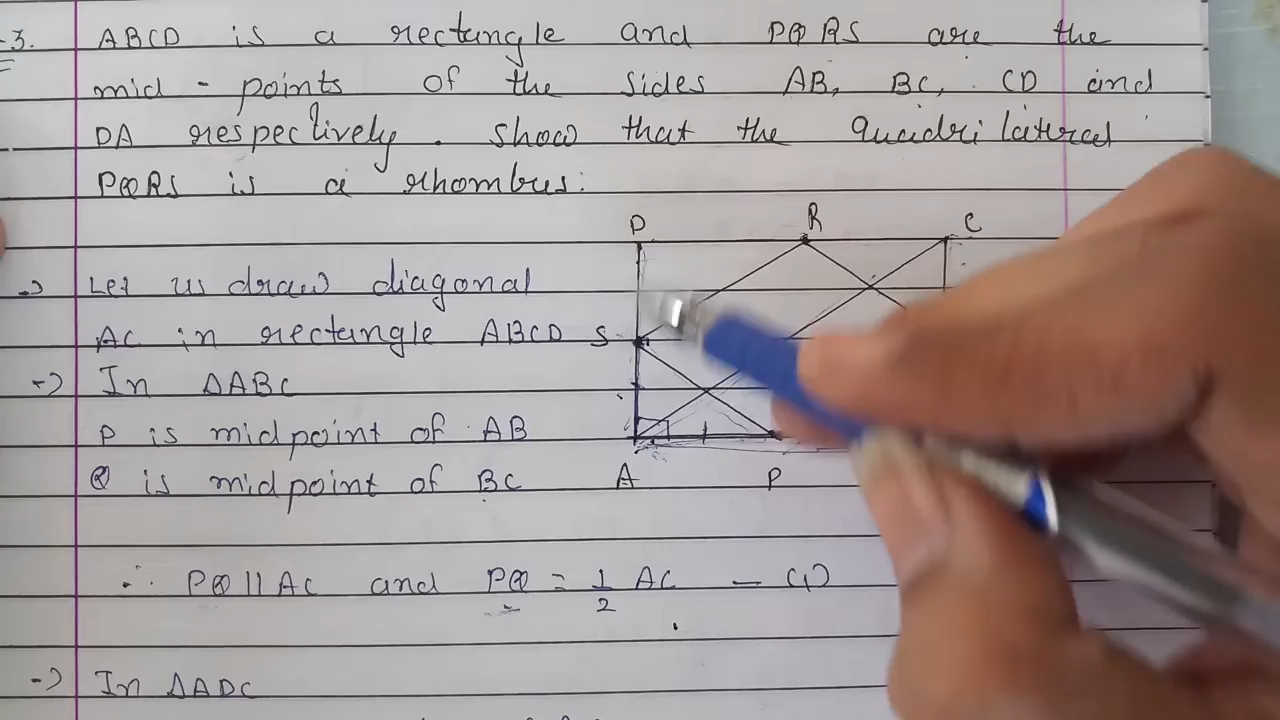 -3. ABCD is a rectangle and PQRS are the
mid - points of the sides AB, BC, CD and
DA respectively. Show that the quadrilateral
PQRS is a rhombus.
D R C
-> Let us draw diagonal
AC in rectangle ABCD S
-> In ΔABC
P is midpoint of AB
Q is midpoint of BC A P
∴ PQ || AC and PQ = 1/2 AC - (1)
-> In ΔADC